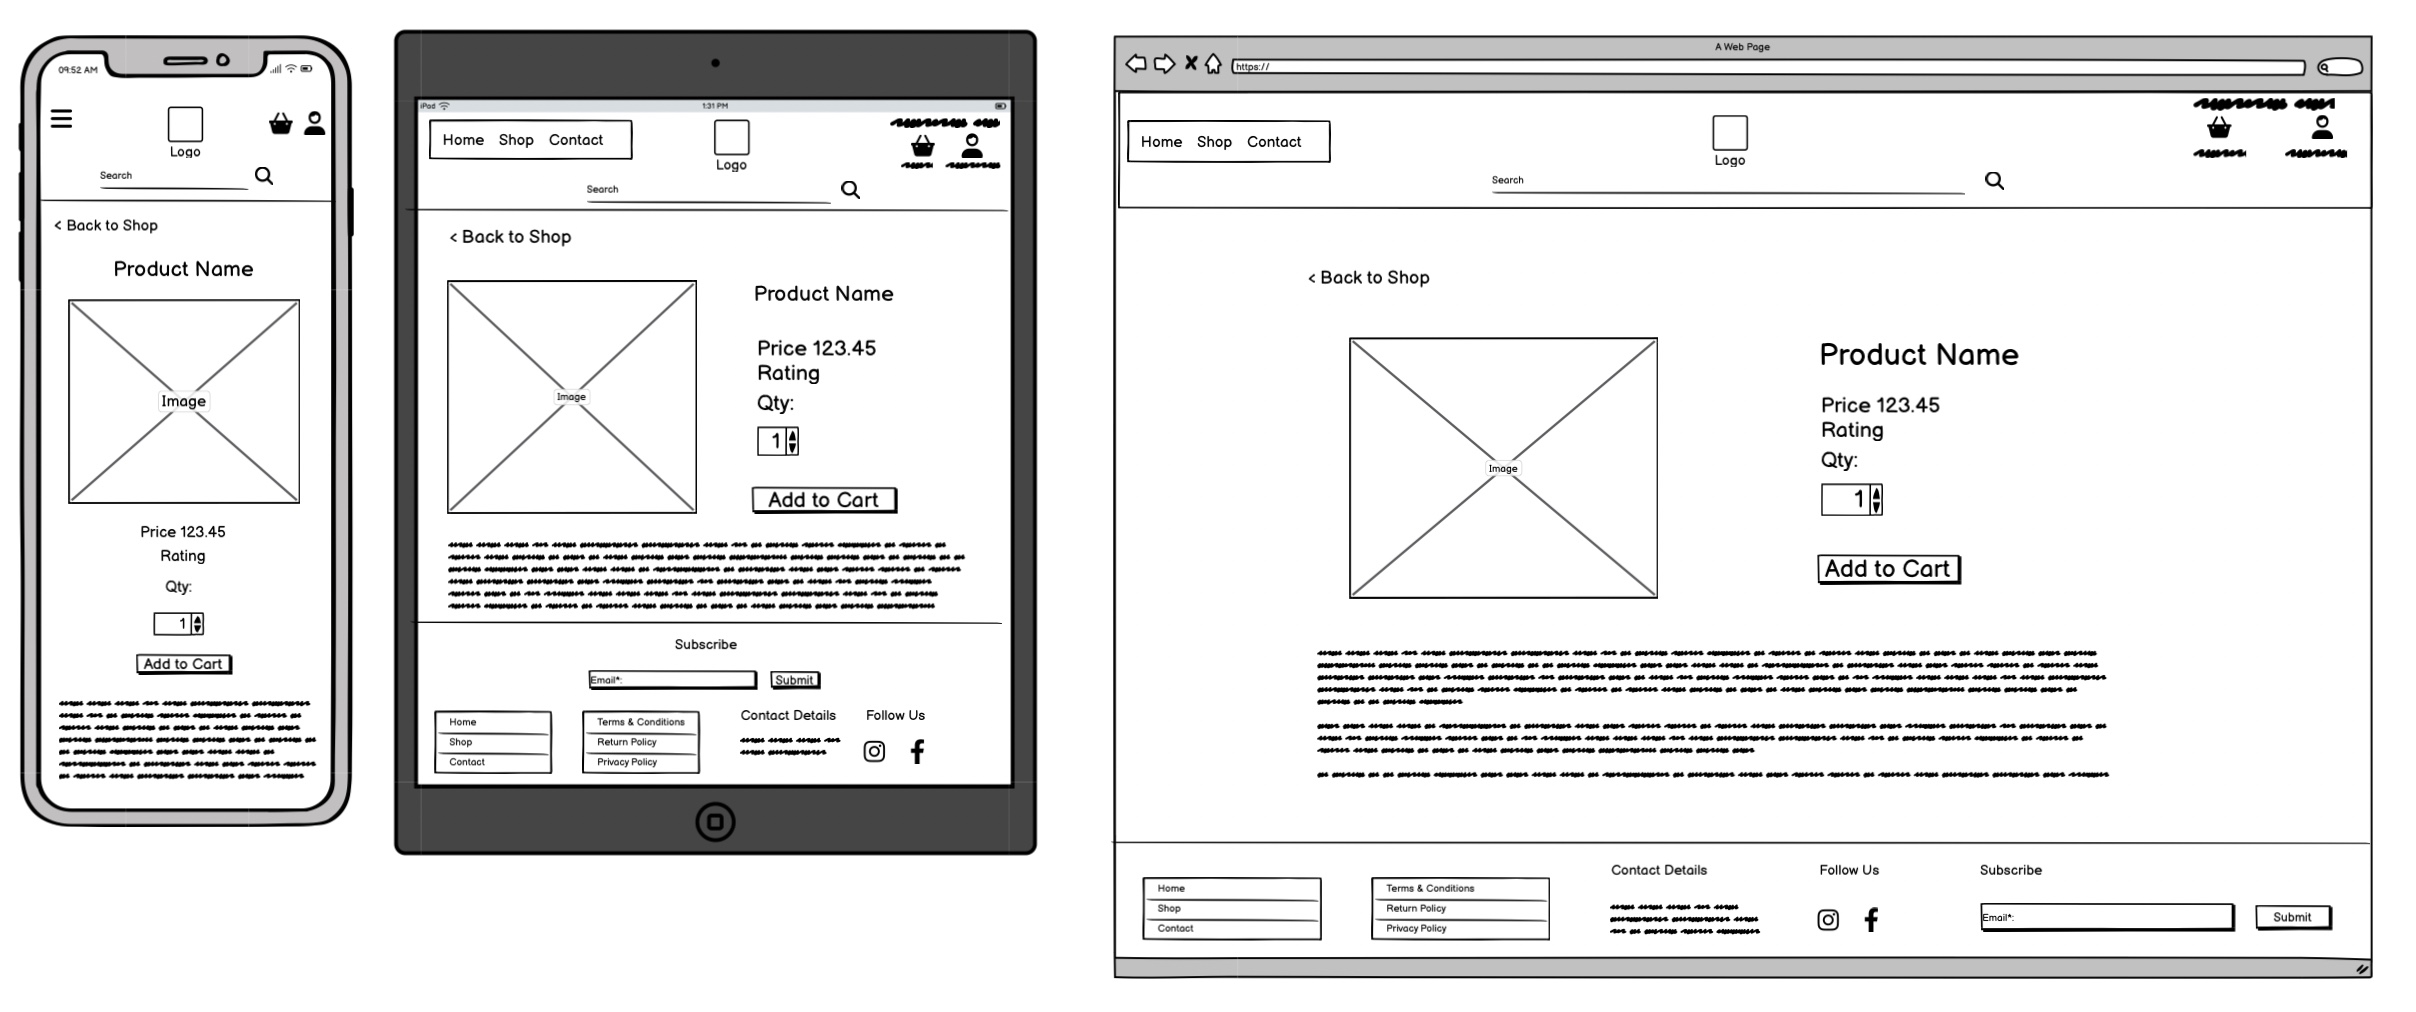 09:52 AM
Logo
Search
< Back to Shop
Product Name
Image
Price 123.45
Rating
Qty:
1
Add to Cart
iPad
1:31 PM
Home Shop Contact
Logo
Search
< Back to Shop
Image
Product Name
Price 123.45
Rating
Qty:
1
Add to Cart
Subscribe
Email*:
Submit
Home
Shop
Contact
Terms & Conditions
Return Policy
Privacy Policy
Contact Details
Follow Us
A Web Page
https://
Home Shop Contact
Logo
Search
< Back to Shop
Image
Product Name
Price 123.45
Rating
Qty:
1
Add to Cart
Home
Shop
Contact
Terms & Conditions
Return Policy
Privacy Policy
Contact Details
Follow Us
Subscribe
Email*:
Submit